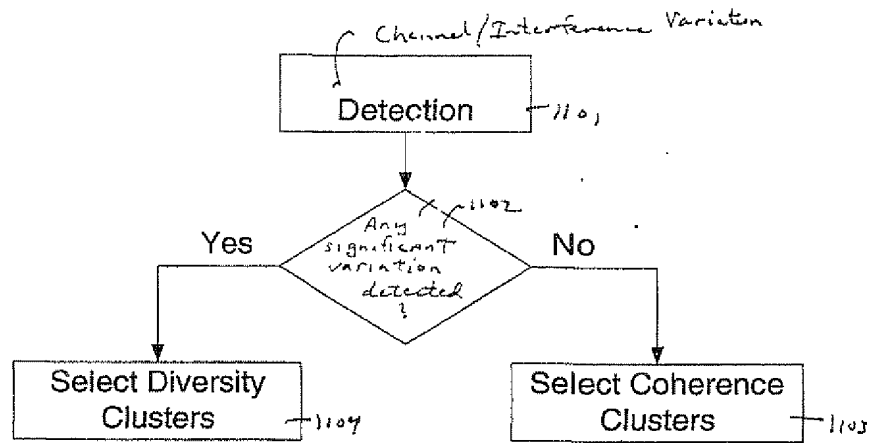 Channel/Interference Variation
Detection
1101
1102
Any
significant
variation
detected
?
Yes
No
Select Diversity
Clusters
1104
Select Coherence
Clusters
1103